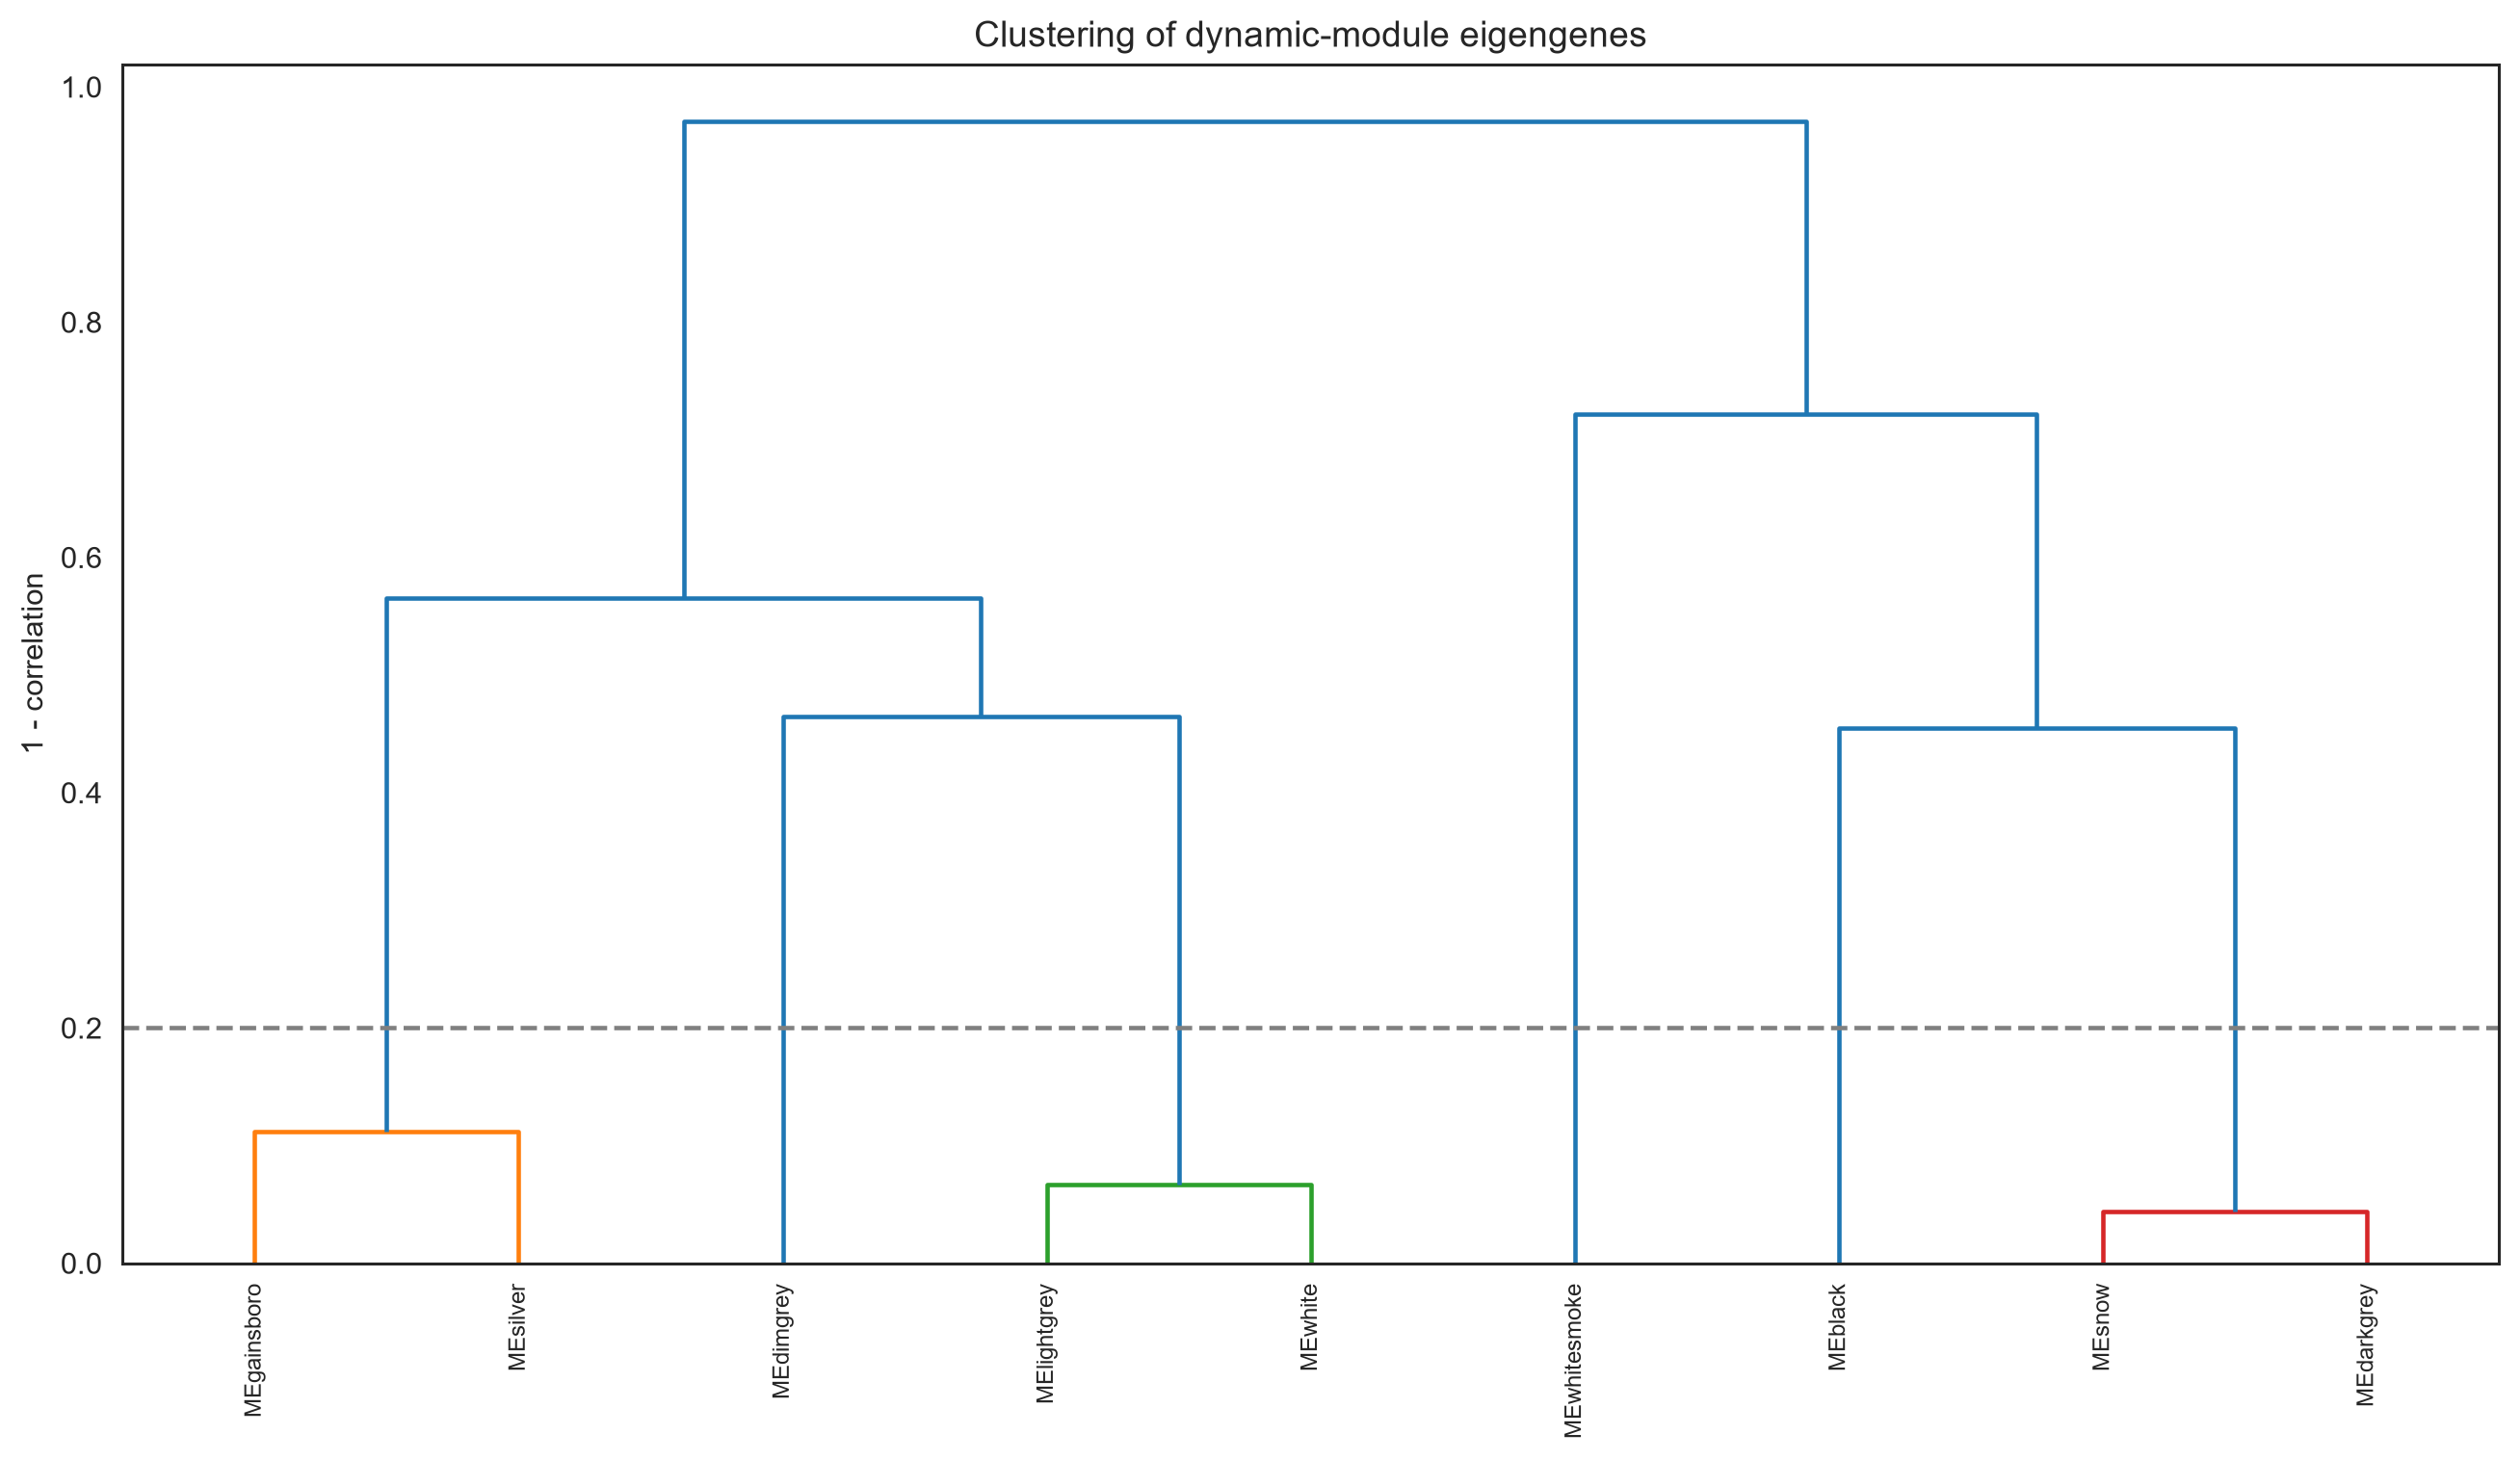 Clustering of dynamic-module eigengenes
1 - correlation
1.0
0.8
0.6
0.4
0.2
0.0
MEgainsboro
MEsilver
MEdimgrey
MElightgrey
MEwhite
MEwhitesmoke
MEblack
MEsnow
MEdarkgrey